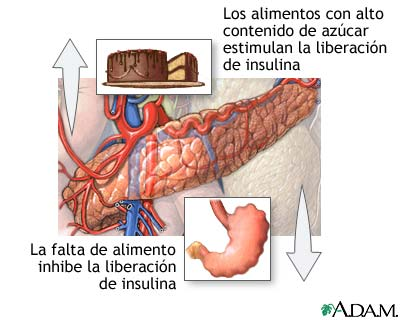 Los alimentos con alto
contenido de azúcar
estimulan la liberación
de insulina
La falta de alimento
inhibe la liberación
de insulina
ADAM.